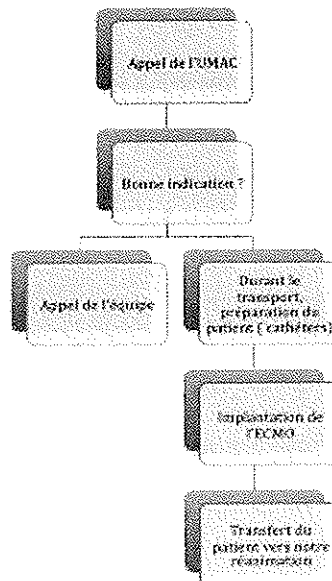 Appel de l'UMAC
Bonne indication ?
Appel de l'équipe
Durant le
transport,
préparation du
patient ( cathéters)
Implantation de
l'ECMO
Transfert du
patient vers notre
réanimation